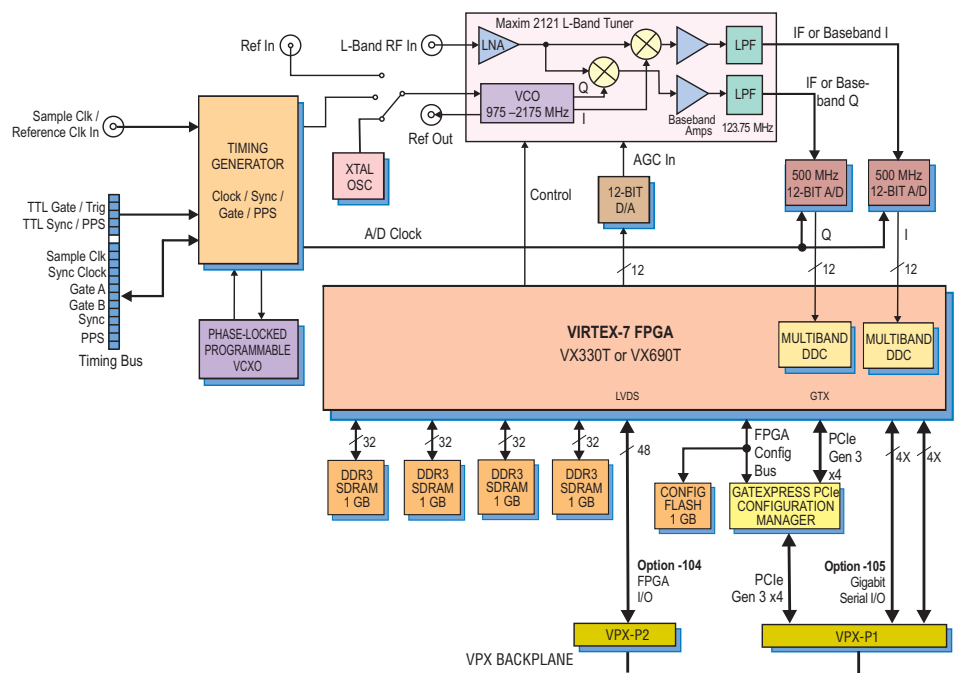 Maxim 2121 L-Band Tuner
Ref In
L-Band RF In
LNA
LPF
IF or Baseband I
Q
VCO
975 –2175 MHz
I
LPF
IF or Base-
band Q
Ref Out
Baseband
Amps
123.75 MHz
Sample Clk /
Reference Clk In
TIMING
GENERATOR
Clock / Sync /
Gate / PPS
XTAL
OSC
AGC In
Control
12-BIT
D/A
500 MHz
12-BIT A/D
500 MHz
12-BIT A/D
TTL Gate / Trig
TTL Sync / PPS
Sample Clk
Sync Clock
Gate A
Gate B
Sync
PPS
Timing Bus
A/D Clock
Q
I
12
12
12
PHASE-LOCKED
PROGRAMMABLE
VCXO
VIRTEX-7 FPGA
VX330T or VX690T
MULTIBAND
DDC
MULTIBAND
DDC
LVDS
GTX
32
32
32
32
48
FPGA
Config
Bus
PCIe
Gen 3
x4
4X
4X
DDR3
SDRAM
1 GB
DDR3
SDRAM
1 GB
DDR3
SDRAM
1 GB
DDR3
SDRAM
1 GB
CONFIG
FLASH
1 GB
GATEXPRESS PCIe
CONFIGURATION
MANAGER
Option -104
FPGA
I/O
PCIe
Gen 3 x4
Option -105
Gigabit
Serial I/O
VPX-P2
VPX-P1
VPX BACKPLANE